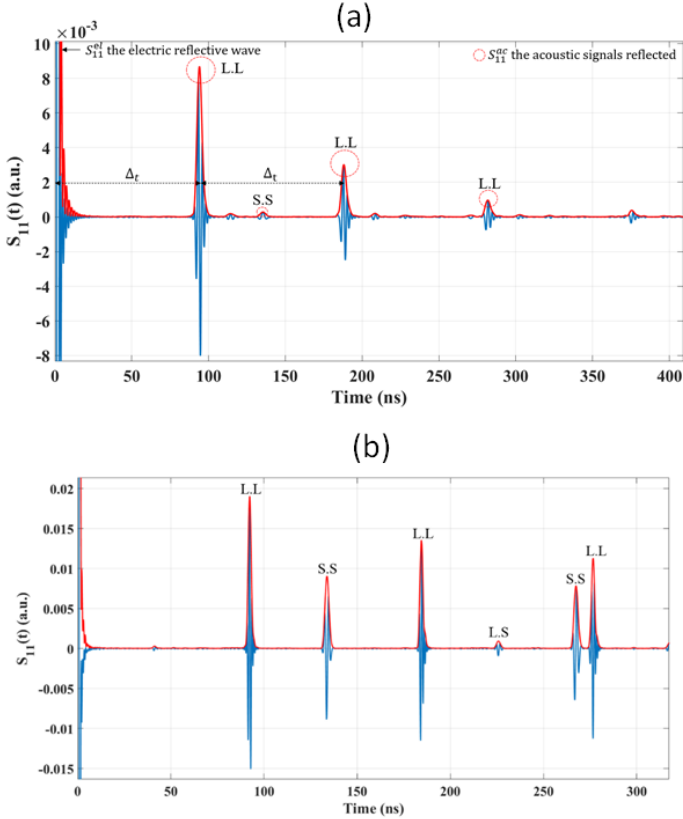 (a)
10 ×10⁻³
S₁₁ᵉˡ the electric reflective wave
S₁₁ᵃᶜ the acoustic signals reflected
L.L
8
6
4
L.L
Δₜ
Δₜ
2
S.S
L.L
0
-2
-4
-6
-8
S₁₁(t) (a.u.)
0 50 100 150 200 250 300 350 400
Time (ns)
(b)
0.02
L.L
0.015
L.L
L.L
0.01
S.S
S.S
0.005
L.S
0
-0.005
-0.01
-0.015
S₁₁(t) (a.u.)
0 50 100 150 200 250 300
Time (ns)